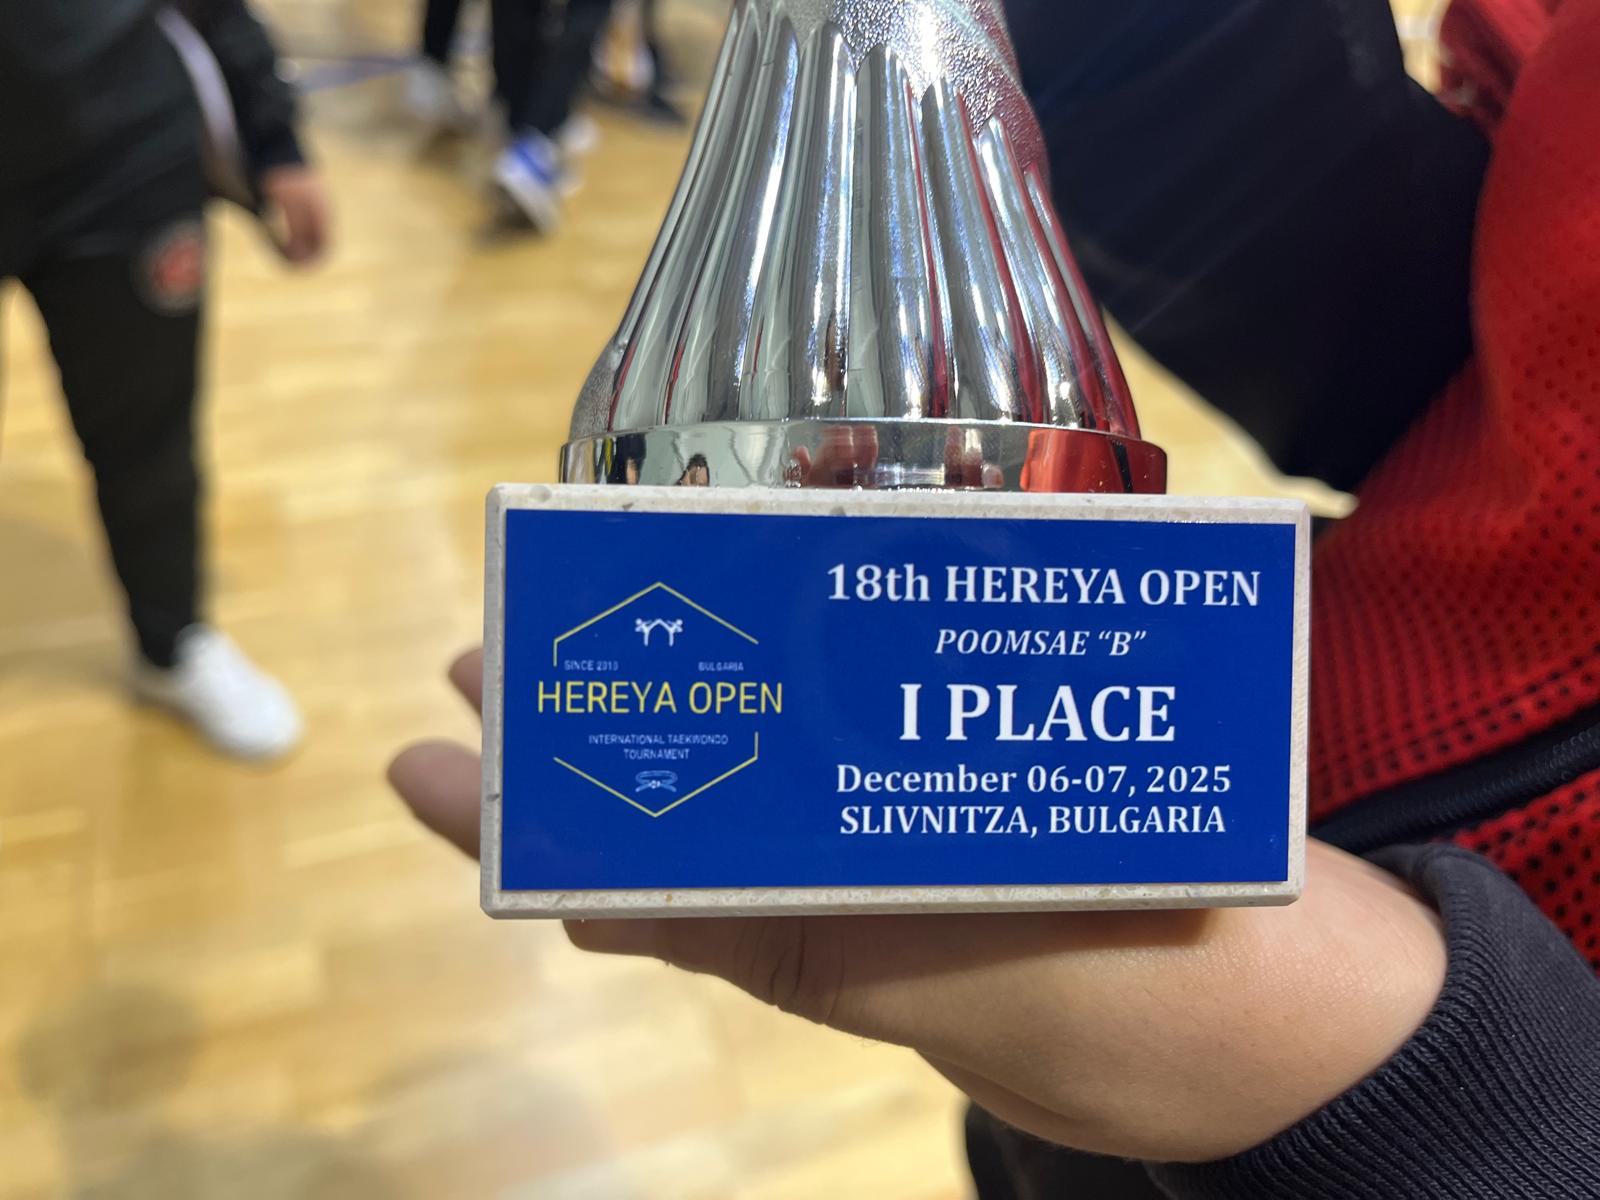 SINCE 2010
BULGARIA
HEREYA OPEN
INTERNATIONAL TAEKWONDO
TOURNAMENT
18th HEREYA OPEN
POOMSAE “B”
I PLACE
December 06-07, 2025
SLIVNITZA, BULGARIA